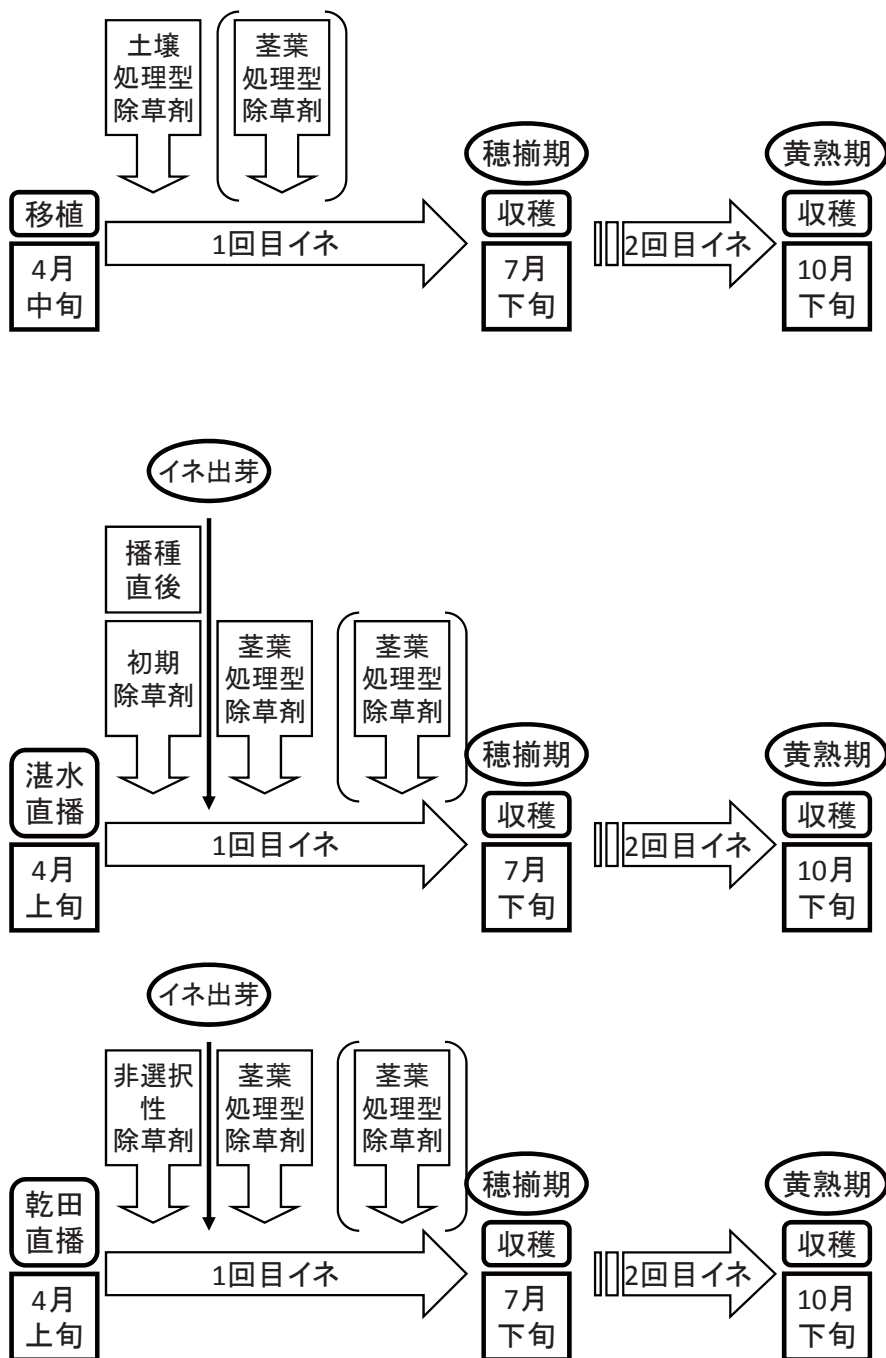 土壌
処理型
除草剤
茎葉
処理型
除草剤
穂揃期
黄熟期
移植
1回目イネ
収穫
2回目イネ
収穫
4月
中旬
7月
下旬
10月
下旬
イネ出芽
播種
直後
初期
除草剤
茎葉
処理型
除草剤
茎葉
処理型
除草剤
穂揃期
黄熟期
湛水
直播
1回目イネ
収穫
2回目イネ
収穫
4月
上旬
7月
下旬
10月
下旬
イネ出芽
非選択
性
除草剤
茎葉
処理型
除草剤
茎葉
処理型
除草剤
穂揃期
黄熟期
乾田
直播
1回目イネ
収穫
2回目イネ
収穫
4月
上旬
7月
下旬
10月
下旬